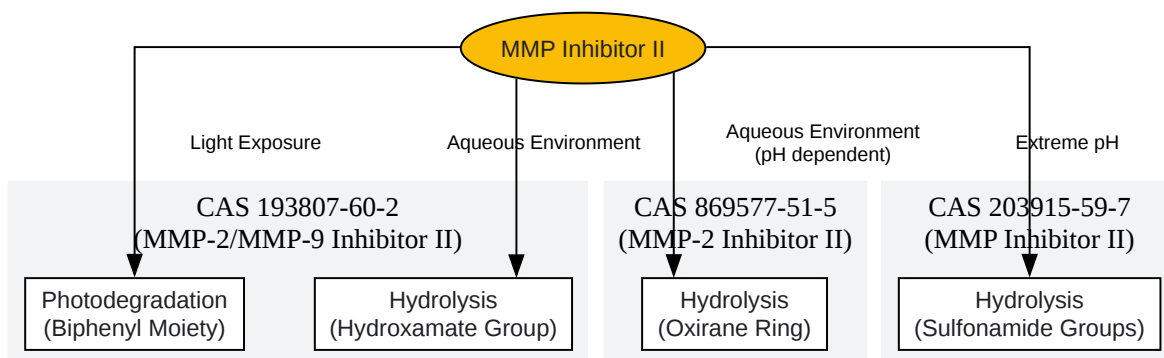 MMP Inhibitor II
Light Exposure
Aqueous Environment
Aqueous Environment
(pH dependent)
Extreme pH
CAS 193807-60-2
(MMP-2/MMP-9 Inhibitor II)
CAS 869577-51-5
(MMP-2 Inhibitor II)
CAS 203915-59-7
(MMP Inhibitor II)
Photodegradation
(Biphenyl Moiety)
Hydrolysis
(Hydroxamate Group)
Hydrolysis
(Oxirane Ring)
Hydrolysis
(Sulfonamide Groups)